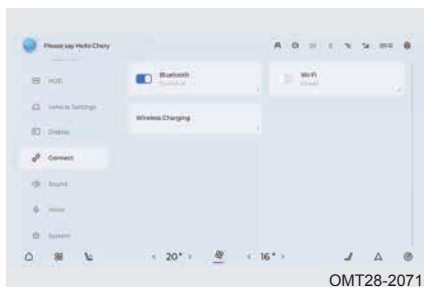 Please say Hello Chery
HUD
Bluetooth
Wi-Fi
Vehicle Settings
Wireless Charging
Display
Connect
Sound
Voice
System
20°
16°
OMT28-2071